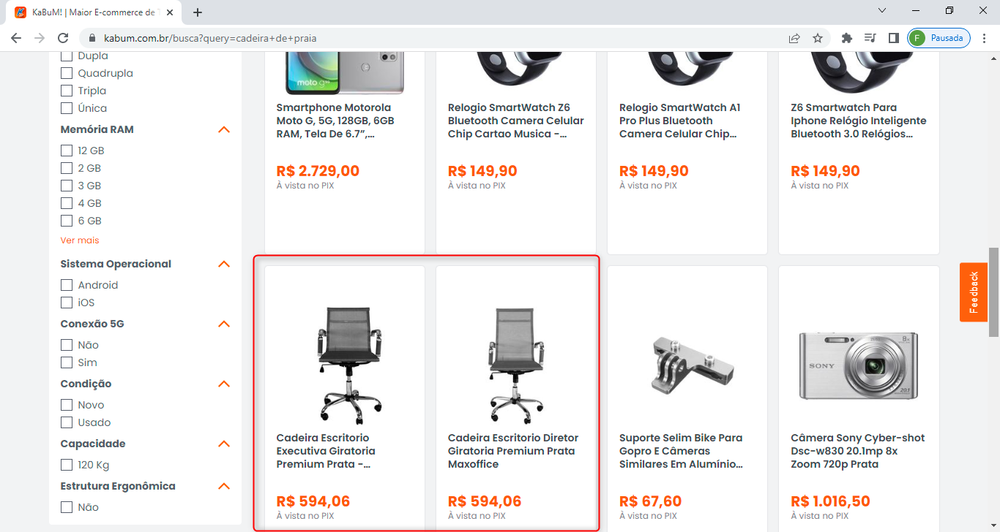 KaBuM! | Maior E-commerce de T
kabum.com.br/busca?query=cadeira+de+praia
F
Pausada
Dupla
Quadrupla
Tripla
Única
Memória RAM
12 GB
2 GB
3 GB
4 GB
6 GB
Ver mais
Sistema Operacional
Android
iOS
Conexão 5G
Não
Sim
Condição
Novo
Usado
Capacidade
120 Kg
Estrutura Ergonômica
Não
moto g5G
Smartphone Motorola
Moto G, 5G, 128GB, 6GB
RAM, Tela De 6.7”,...
R$ 2.729,00
À vista no PIX
Relogio SmartWatch Z6
Bluetooth Camera Celular
Chip Cartao Musica -...
R$ 149,90
À vista no PIX
Relogio SmartWatch A1
Pro Plus Bluetooth
Camera Celular Chip...
R$ 149,90
À vista no PIX
Z6 Smartwatch Para
Iphone Relógio Inteligente
Bluetooth 3.0 Relógios...
R$ 149,90
À vista no PIX
Cadeira Escritorio
Executiva Giratoria
Premium Prata -...
R$ 594,06
À vista no PIX
Cadeira Escritorio Diretor
Giratoria Premium Prata
Maxoffice
R$ 594,06
À vista no PIX
Suporte Selim Bike Para
Gopro E Câmeras
Similares Em Alumínio...
R$ 67,60
À vista no PIX
SONY
8x
20.1
Câmera Sony Cyber-shot
Dsc-w830 20.1mp 8x
Zoom 720p Prata
R$ 1.016,50
À vista no PIX
Feedback